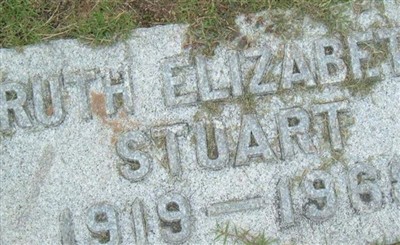 RUTH ELIZABET
STUART
1919 — 196